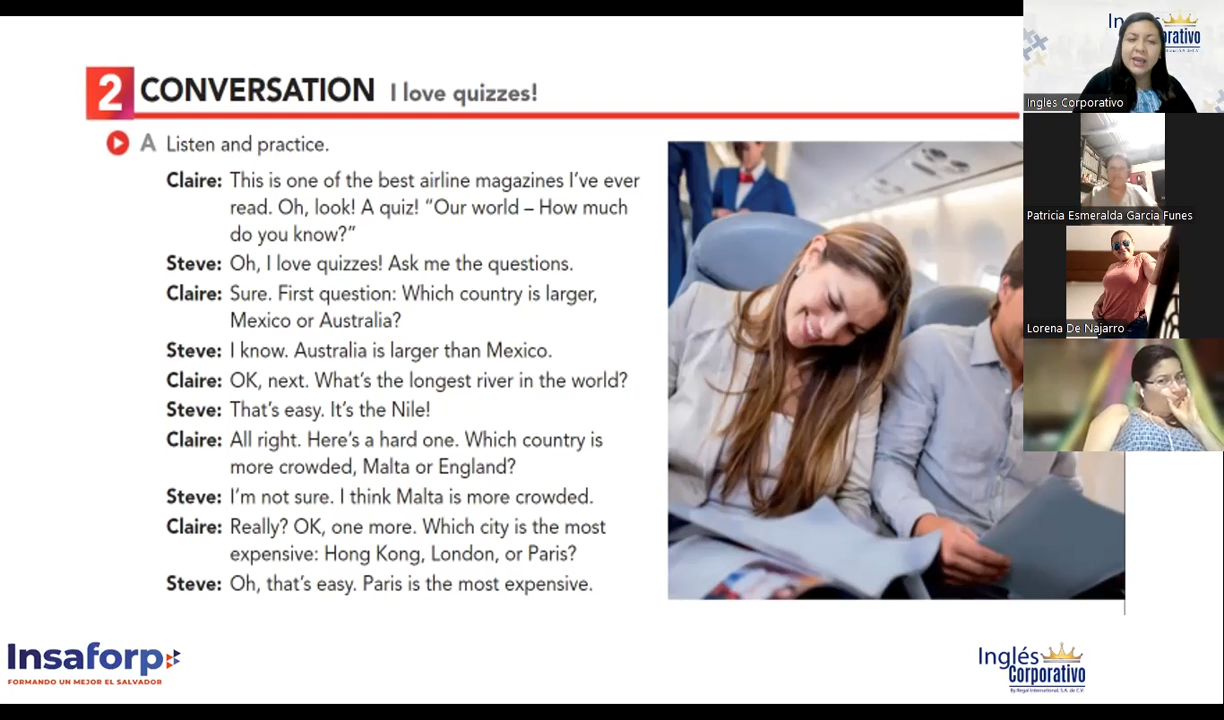 2 CONVERSATION I love quizzes!
A Listen and practice.
Claire: This is one of the best airline magazines I've ever
read. Oh, look! A quiz! "Our world – How much
do you know?"
Steve: Oh, I love quizzes! Ask me the questions.
Claire: Sure. First question: Which country is larger,
Mexico or Australia?
Steve: I know. Australia is larger than Mexico.
Claire: OK, next. What's the longest river in the world?
Steve: That's easy. It's the Nile!
Claire: All right. Here's a hard one. Which country is
more crowded, Malta or England?
Steve: I'm not sure. I think Malta is more crowded.
Claire: Really? OK, one more. Which city is the most
expensive: Hong Kong, London, or Paris?
Steve: Oh, that's easy. Paris is the most expensive.
Insaforp
FORMANDO UN MEJOR EL SALVADOR
Inglés
Corporativo
By Regal International, S.A. de C.V.
Ingles Corporativo
Patricia Esmeralda Garcia Funes
Lorena De Najarro